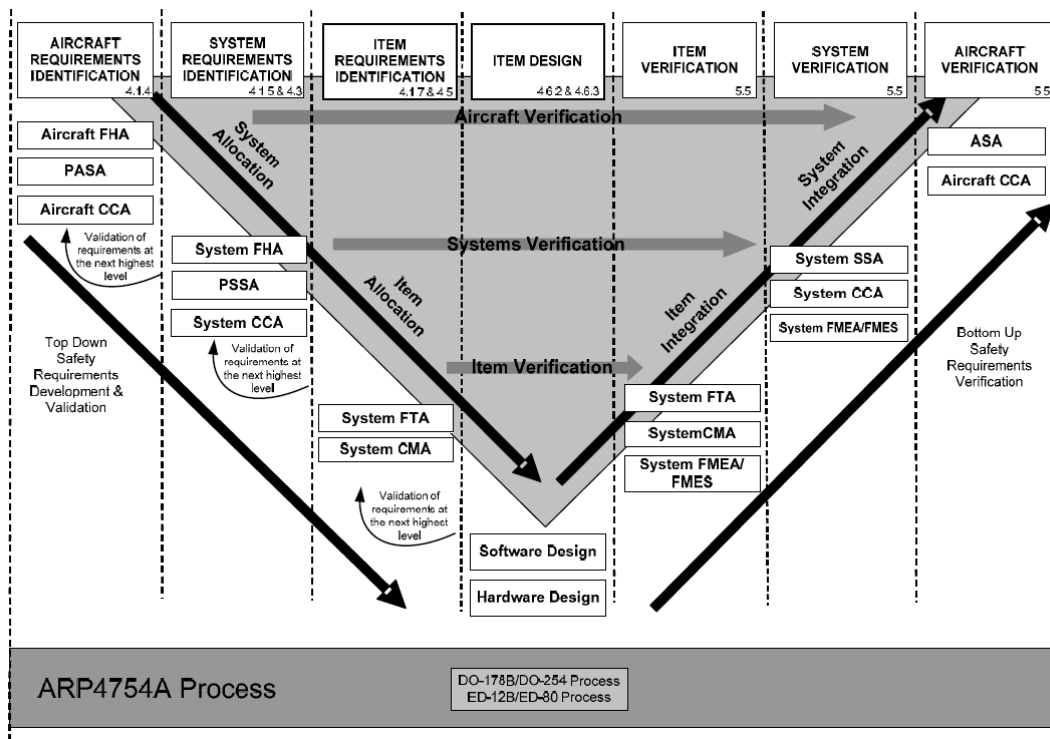 AIRCRAFT
REQUIREMENTS
IDENTIFICATION
4.1.4
SYSTEM
REQUIREMENTS
IDENTIFICATION
4 1 5 & 4.3
ITEM
REQUIREMENTS
IDENTIFICATION
4.1 7 & 4 5
ITEM DESIGN
4 6 2 & 4.6.3
ITEM
VERIFICATION
5.5
SYSTEM
VERIFICATION
5.5
AIRCRAFT
VERIFICATION
5 5
Aircraft FHA
PASA
Aircraft CCA
Validation of
requirements at
the next highest
level
Top Down
Safety
Requirements
Development &
Validation
System FHA
PSSA
System CCA
Validation of
requirements at
the next highest
level
System FTA
System CMA
Validation of
requirements at
the next highest
level
System
Allocation
Item
Allocation
Aircraft Verification
Systems Verification
Item Verification
Software Design
Hardware Design
Item
Integration
System
Integration
System FTA
SystemCMA
System FMEA/
FMES
System SSA
System CCA
System FMEA/FMES
ASA
Aircraft CCA
Bottom Up
Safety
Requirements
Verification
ARP4754A Process
DO-178B/DO-254 Process
ED-12B/ED-80 Process